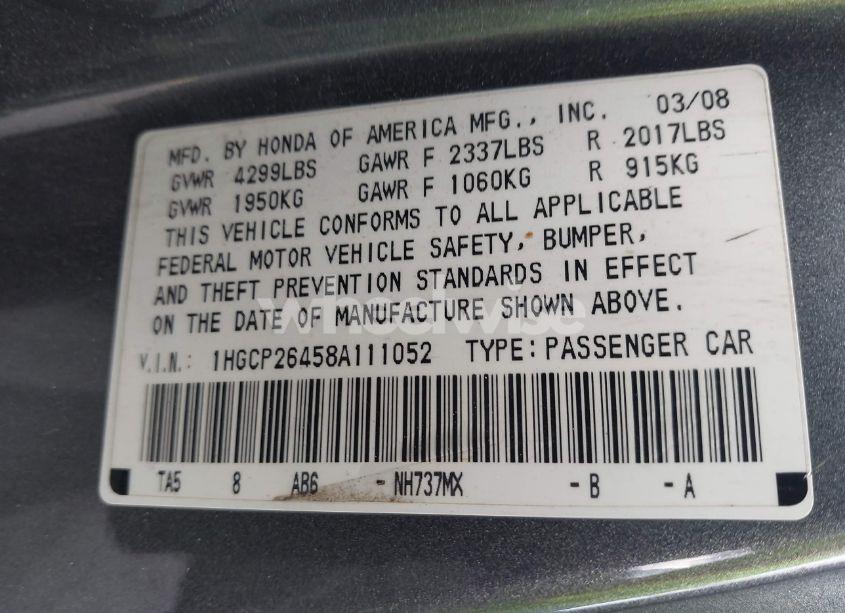 MFD. BY HONDA OF AMERICA MFG., INC. 03/08
GVWR 4299LBS GAWR F 2337LBS R 2017LBS
GVWR 1950KG GAWR F 1060KG R 915KG
THIS VEHICLE CONFORMS TO ALL APPLICABLE
FEDERAL MOTOR VEHICLE SAFETY, BUMPER,
AND THEFT PREVENTION STANDARDS IN EFFECT
ON THE DATE OF MANUFACTURE SHOWN ABOVE.
wheelwise
V.I.N.: 1HGCP26458A111052 TYPE: PASSENGER CAR
TA5 8 AB6 - NH737MX - B - A